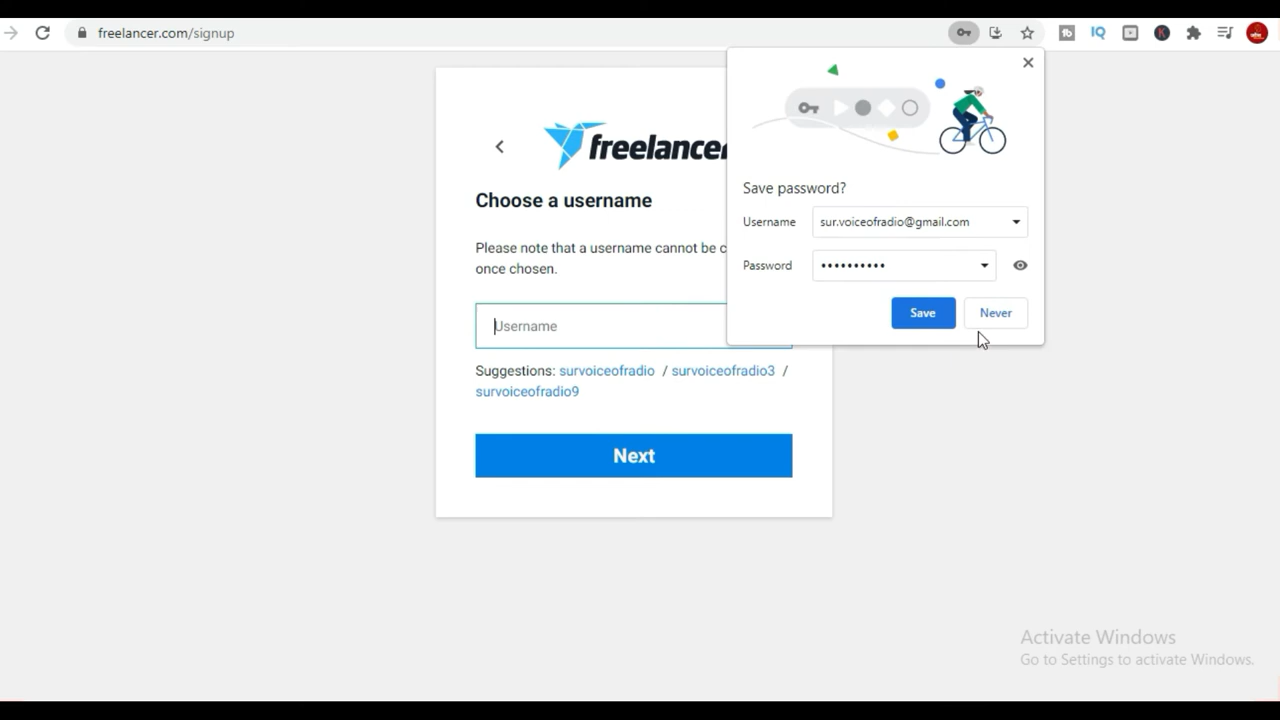 freelancer.com/signup
IQ
freelancer
Choose a username
Please note that a username cannot be c
once chosen.
Username
Suggestions: survoiceofradio / survoiceofradio3 /
survoiceofradio9
Next
Save password?
Username sur.voiceofradio@gmail.com
Password ••••••••••
Save Never
Activate Windows
Go to Settings to activate Windows.